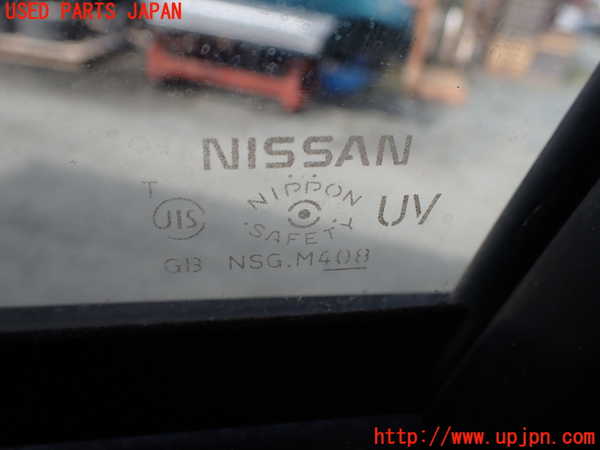 USED PARTS JAPAN
NISSAN
T
JIS
NIPPON
SAFETY
UV
G13 NSG.M408
http://www.upjpn.com